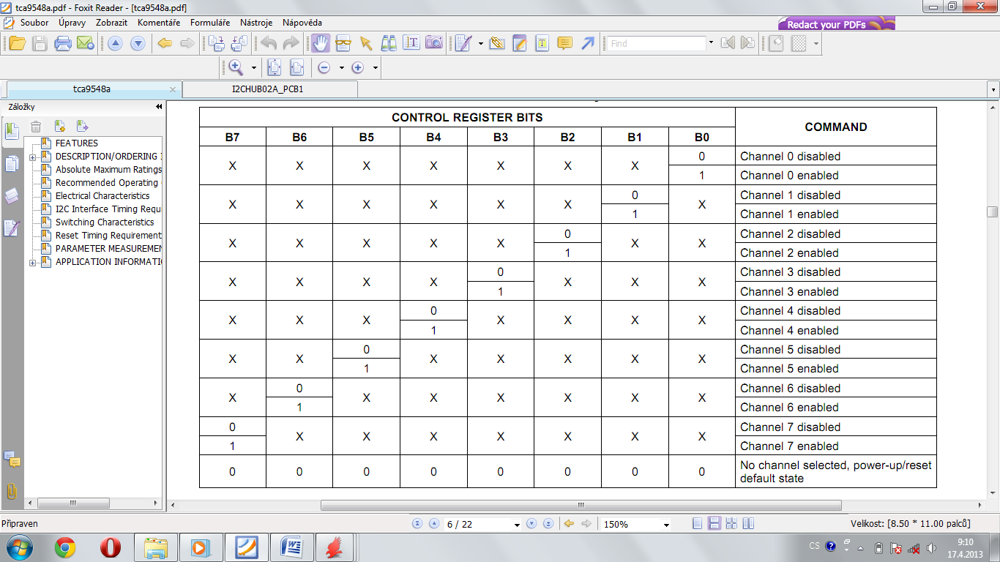 tca9548a.pdf - Foxit Reader - [tca9548a.pdf]
Soubor Úpravy Zobrazit Komentáře Formuláře Nástroje Nápověda
Redact your PDFs
Find
tca9548a
I2CHUB02A_PCB1
Záložky
FEATURES
DESCRIPTION/ORDERING
Absolute Maximum Ratings
Recommended Operating
Electrical Characteristics
I2C Interface Timing Requ
Switching Characteristics
Reset Timing Requirement
PARAMETER MEASUREMEN
APPLICATION INFORMATI
CONTROL REGISTER BITS COMMAND
B7 B6 B5 B4 B3 B2 B1 B0
X X X X X X X 0 Channel 0 disabled
1 Channel 0 enabled
X X X X X X 0 X Channel 1 disabled
1 Channel 1 enabled
X X X X X 0 X X Channel 2 disabled
1 Channel 2 enabled
X X X X 0 X X X Channel 3 disabled
1 Channel 3 enabled
X X X 0 X X X X Channel 4 disabled
1 Channel 4 enabled
X X 0 X X X X X Channel 5 disabled
1 Channel 5 enabled
X 0 X X X X X X Channel 6 disabled
1 Channel 6 enabled
0 X X X X X X X Channel 7 disabled
1 Channel 7 enabled
0 0 0 0 0 0 0 0 No channel selected, power-up/reset
default state
Připraven
6 / 22
150%
Velikost: [8.50 * 11.00 palců]
CS
9:10
17.4.2013